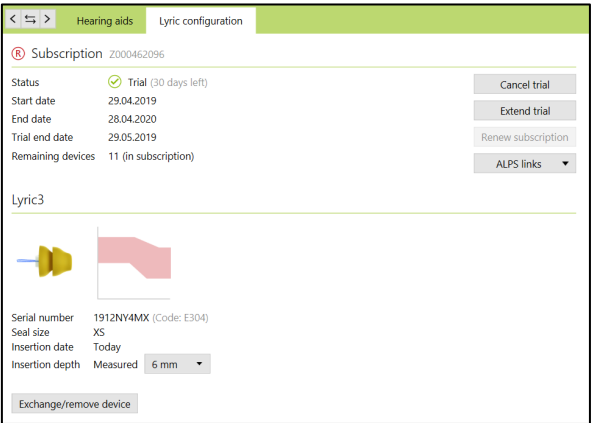 Hearing aids Lyric configuration
R Subscription Z000462096
Status Trial (30 days left) Cancel trial
Start date 29.04.2019
End date 28.04.2020 Extend trial
Trial end date 29.05.2019 Renew subscription
Remaining devices 11 (in subscription) ALPS links
Lyric3
Serial number 1912NY4MX (Code: E304)
Seal size XS
Insertion date Today
Insertion depth Measured 6 mm
Exchange/remove device